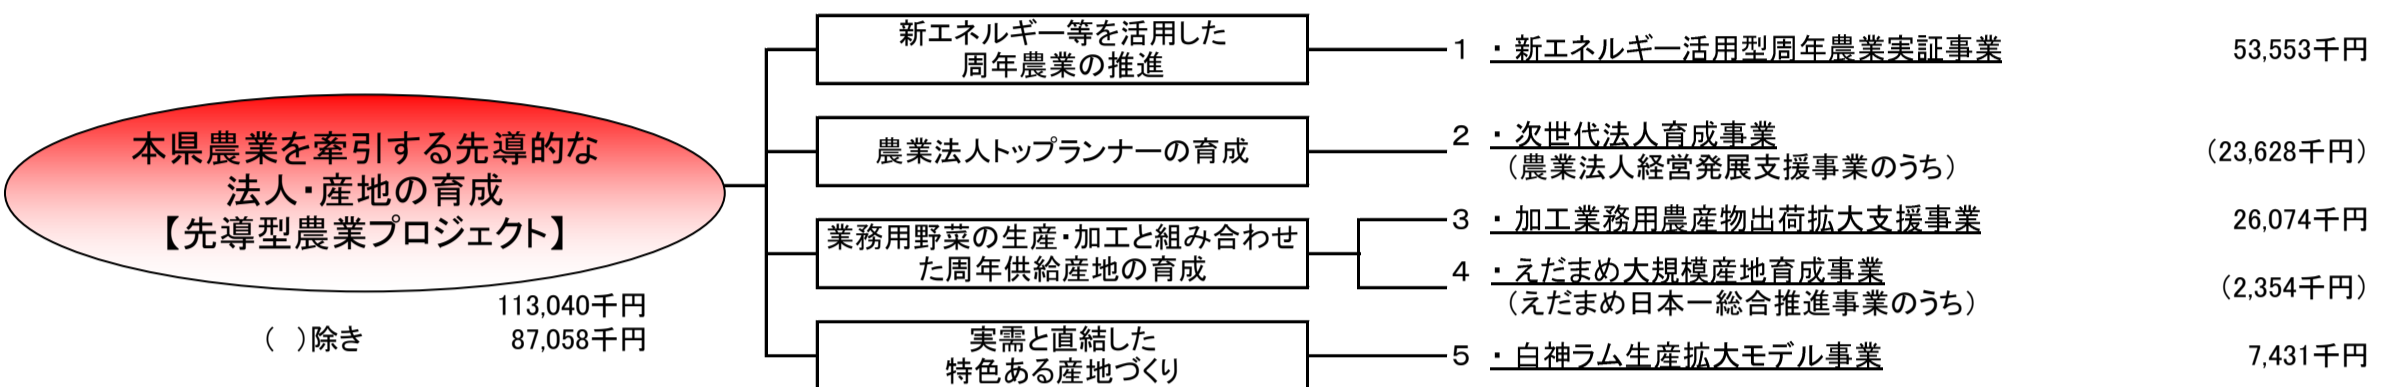 本県農業を牽引する先導的な
法人・産地の育成
【先導型農業プロジェクト】
113,040千円
（　）除き　87,058千円
新エネルギー等を活用した
周年農業の推進
農業法人トップランナーの育成
業務用野菜の生産・加工と組み合わせ
た周年供給産地の育成
実需と直結した
特色ある産地づくり
1　・ 新エネルギー活用型周年農業実証事業　53,553千円
2　・ 次世代法人育成事業
（農業法人経営発展支援事業のうち）　（23,628千円）
3　・ 加工業務用農産物出荷拡大支援事業　26,074千円
4　・ えだまめ大規模産地育成事業
（えだまめ日本一総合推進事業のうち）　（2,354千円）
5　・ 白神ラム生産拡大モデル事業　7,431千円